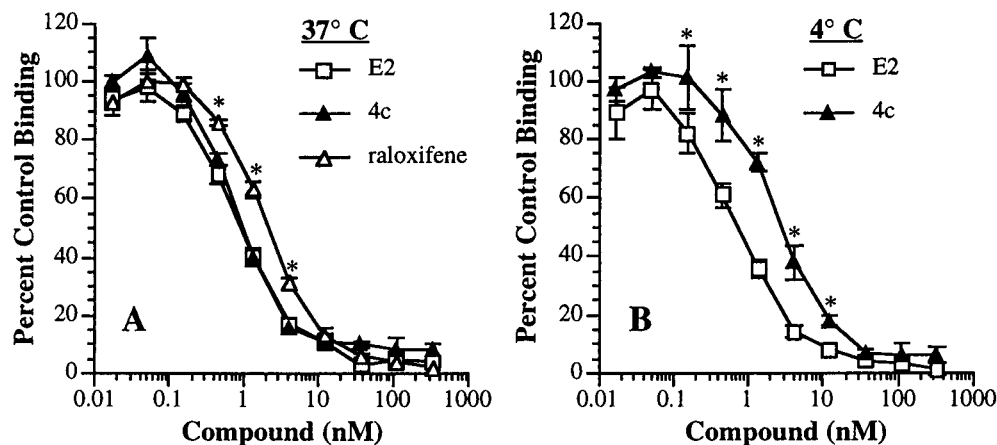 37° C
E2
4c
raloxifene
120
100
80
60
40
20
0
Percent Control Binding
* * *
A
0.01 0.1 1 10 100 1000
Compound (nM)
4° C
E2
4c
120
100
80
60
40
20
0
Percent Control Binding
* * * * *
B
0.01 0.1 1 10 100 1000
Compound (nM)